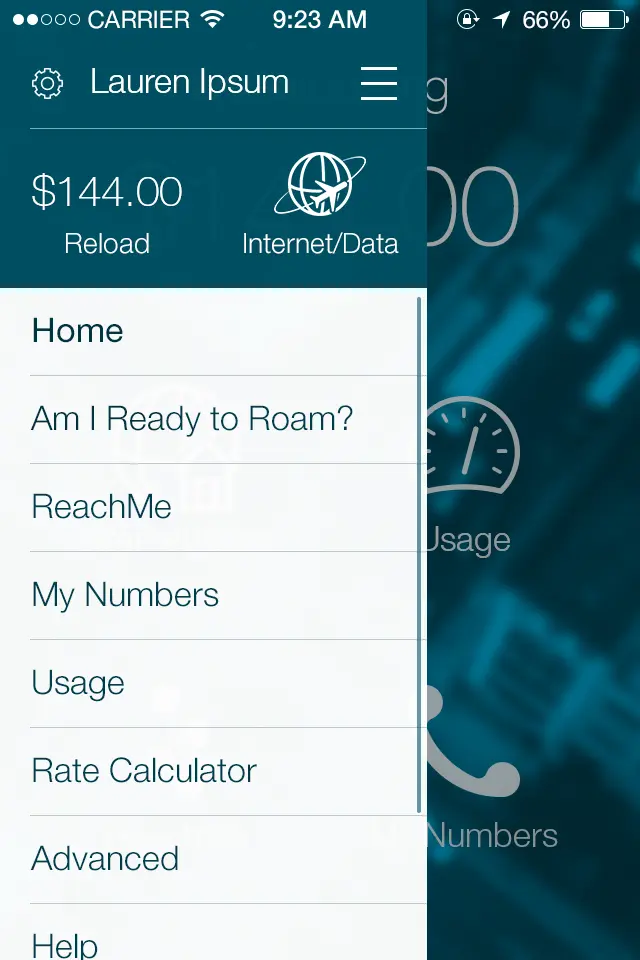 CARRIER 9:23 AM 66%
Lauren Ipsum
g
$144.00
00
Reload
Internet/Data
Home
Am I Ready to Roam?
ReachMe
Usage
My Numbers
Usage
Rate Calculator
Numbers
Advanced
Help